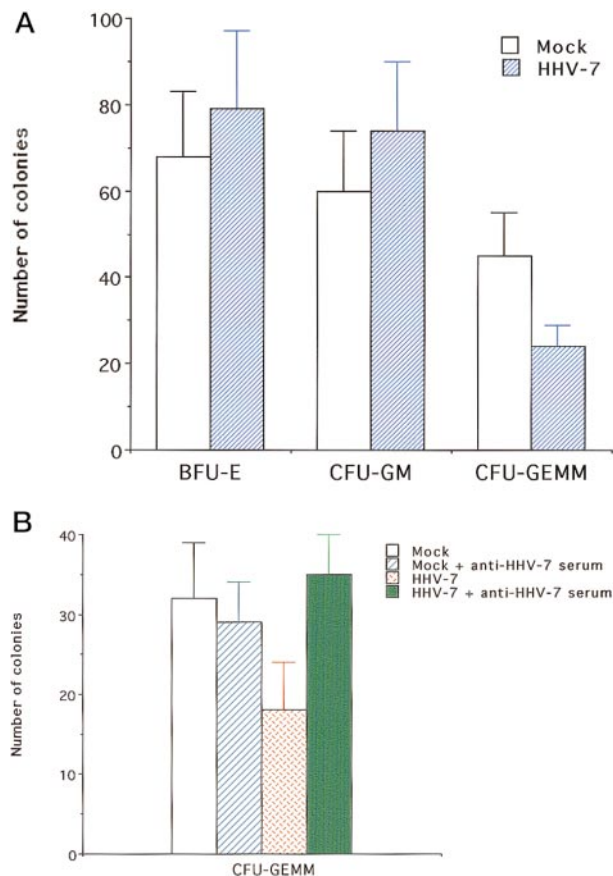 A
Mock
HHV-7
Number of colonies
100
80
60
40
20
0
BFU-E CFU-GM CFU-GEMM
B
Mock
Mock + anti-HHV-7 serum
HHV-7
HHV-7 + anti-HHV-7 serum
Number of colonies
40
30
20
10
0
CFU-GEMM